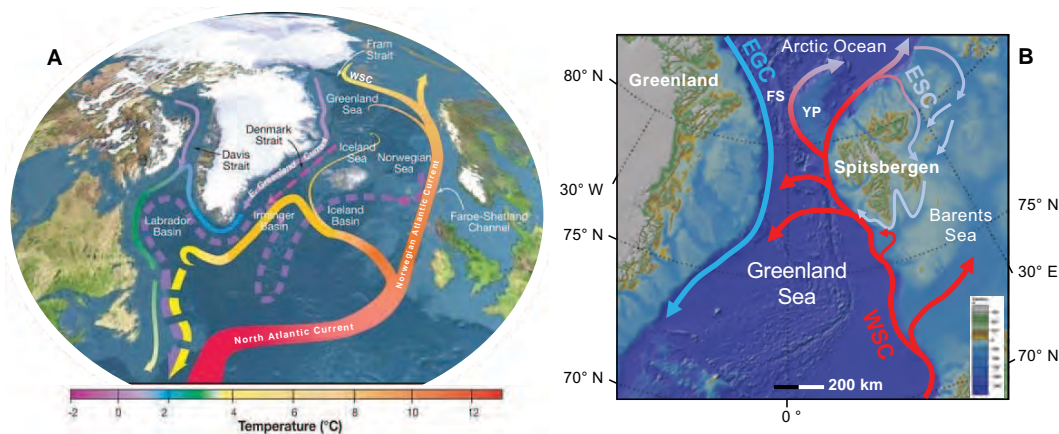 A
Fram
Strait
WSC
Greenland
Sea
Denmark
Strait
Iceland
Sea
Norwegian
Sea
Davis
Strait
E. Greenland Current
Labrador
Basin
Irminger
Basin
Iceland
Basin
Faroe-Shetland
Channel
Norwegian Atlantic Current
North Atlantic Current
-2 0 2 4 6 8 10 12
Temperature (°C)
B
Arctic Ocean
EGC
Greenland
FS
YP
ESC
Spitsbergen
Barents
Sea
Greenland
Sea
WSC
200 km
80° N
30° W
75° N
70° N
0°
75° N
30° E
70° N